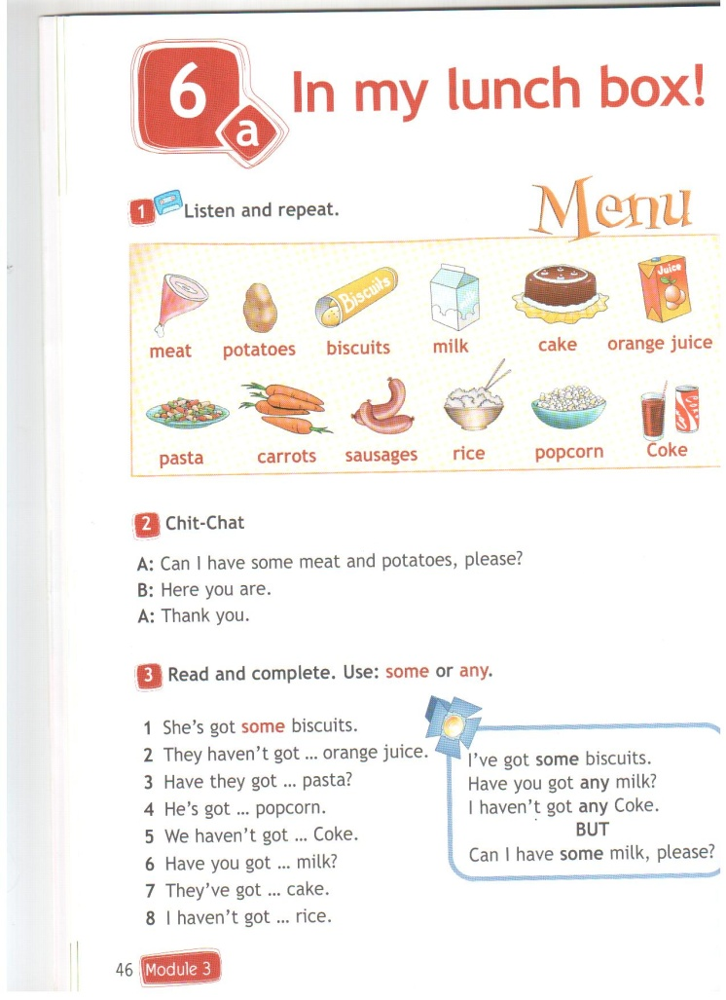 6 a In my lunch box!
1 Listen and repeat.
Menu
Biscuits
Juice
meat potatoes biscuits milk cake orange juice
pasta carrots sausages rice popcorn Coke
2 Chit-Chat
A: Can I have some meat and potatoes, please?
B: Here you are.
A: Thank you.
3 Read and complete. Use: some or any.
1 She's got some biscuits.
2 They haven't got ... orange juice.
3 Have they got ... pasta?
4 He's got ... popcorn.
5 We haven't got ... Coke.
6 Have you got ... milk?
7 They've got ... cake.
8 I haven't got ... rice.
I've got some biscuits.
Have you got any milk?
I haven't got any Coke.
BUT
Can I have some milk, please?
46 Module 3